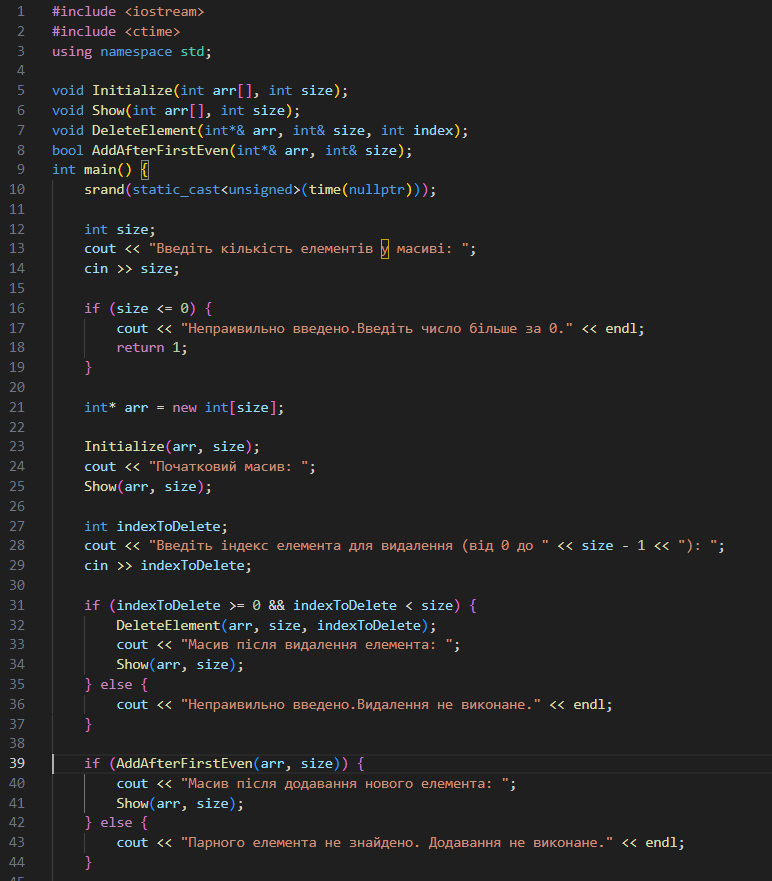 1 #include <iostream>
2 #include <ctime>
3 using namespace std;
4
5 void Initialize(int arr[], int size);
6 void Show(int arr[], int size);
7 void DeleteElement(int*& arr, int& size, int index);
8 bool AddAfterFirstEven(int*& arr, int& size);
9 int main() {
10     srand(static_cast<unsigned>(time(nullptr)));
11
12     int size;
13     cout << "Введіть кількість елементів у масиві: ";
14     cin >> size;
15
16     if (size <= 0) {
17         cout << "Неправивильно введено.Введіть число більше за 0." << endl;
18         return 1;
19     }
20
21     int* arr = new int[size];
22
23     Initialize(arr, size);
24     cout << "Початковий масив: ";
25     Show(arr, size);
26
27     int indexToDelete;
28     cout << "Введіть індекс елемента для видалення (від 0 до " << size - 1 << "): ";
29     cin >> indexToDelete;
30
31     if (indexToDelete >= 0 && indexToDelete < size) {
32         DeleteElement(arr, size, indexToDelete);
33         cout << "Масив після видалення елемента: ";
34         Show(arr, size);
35     } else {
36         cout << "Непраивильно введено.Видалення не виконане." << endl;
37     }
38
39     if (AddAfterFirstEven(arr, size)) {
40         cout << "Масив після додавання нового елемента: ";
41         Show(arr, size);
42     } else {
43         cout << "Парного елемента не знайдено. Додавання не виконане." << endl;
44     }
45